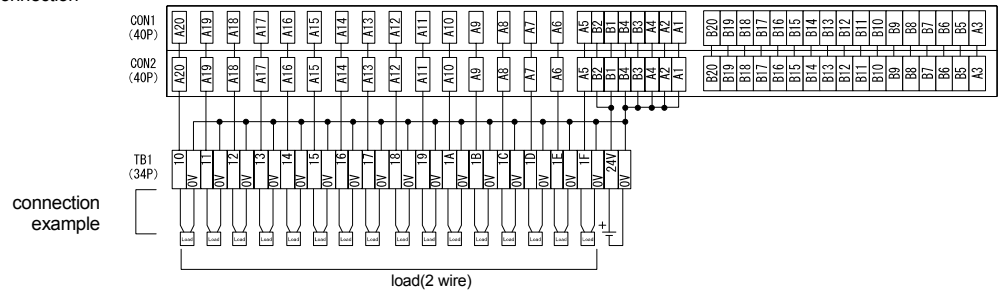 onnection
CON1 A20 A19 A18 A17 A16 A15 A14 A13 A12 A11 A10 A9 A8 A7 A6 A5 B2 B1 B4 B3 A4 A2 A1 B20 B19 B18 B17 B16 B15 B14 B13 B12 B11 B10 B9 B8 B7 B6 B5 A3
(40P)
CON2 A20 A19 A18 A17 A16 A15 A14 A13 A12 A11 A10 A9 A8 A7 A6 A5 B2 B1 B4 B3 A4 A2 A1 B20 B19 B18 B17 B16 B15 B14 B13 B12 B11 B10 B9 B8 B7 B6 B5 A3
(40P)
TB1 10 0V 11 0V 12 0V 13 0V 14 0V 15 0V 16 0V 17 0V 18 0V 19 0V 1A 0V 1B 0V 1C 0V 1D 0V 1E 0V 1F 0V 24V 0V
(34P)
connection
example
Load Load Load Load Load Load Load Load Load Load Load Load Load Load Load Load +
load(2 wire)